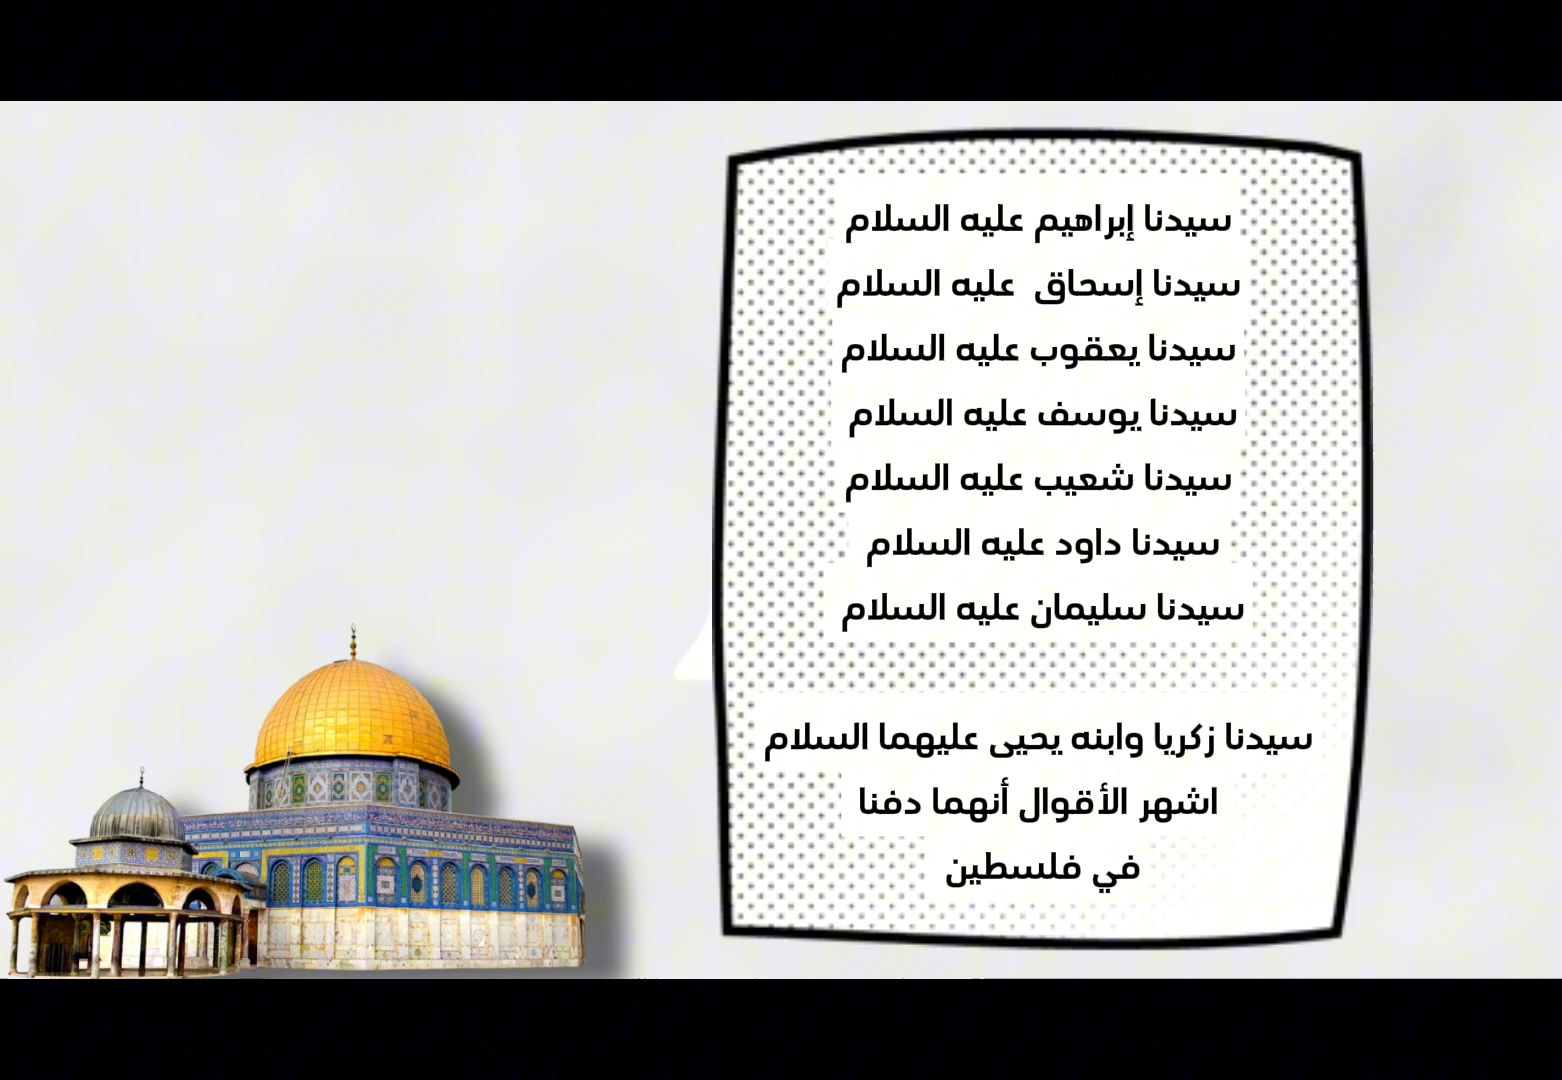 سيدنا إبراهيم عليه السلام
سيدنا إسحاق عليه السلام
سيدنا يعقوب عليه السلام
سيدنا يوسف عليه السلام
سيدنا شعيب عليه السلام
سيدنا داود عليه السلام
سيدنا سليمان عليه السلام
سيدنا زكريا وابنه يحيى عليهما السلام
اشهر الأقوال أنهما دفنا
في فلسطين